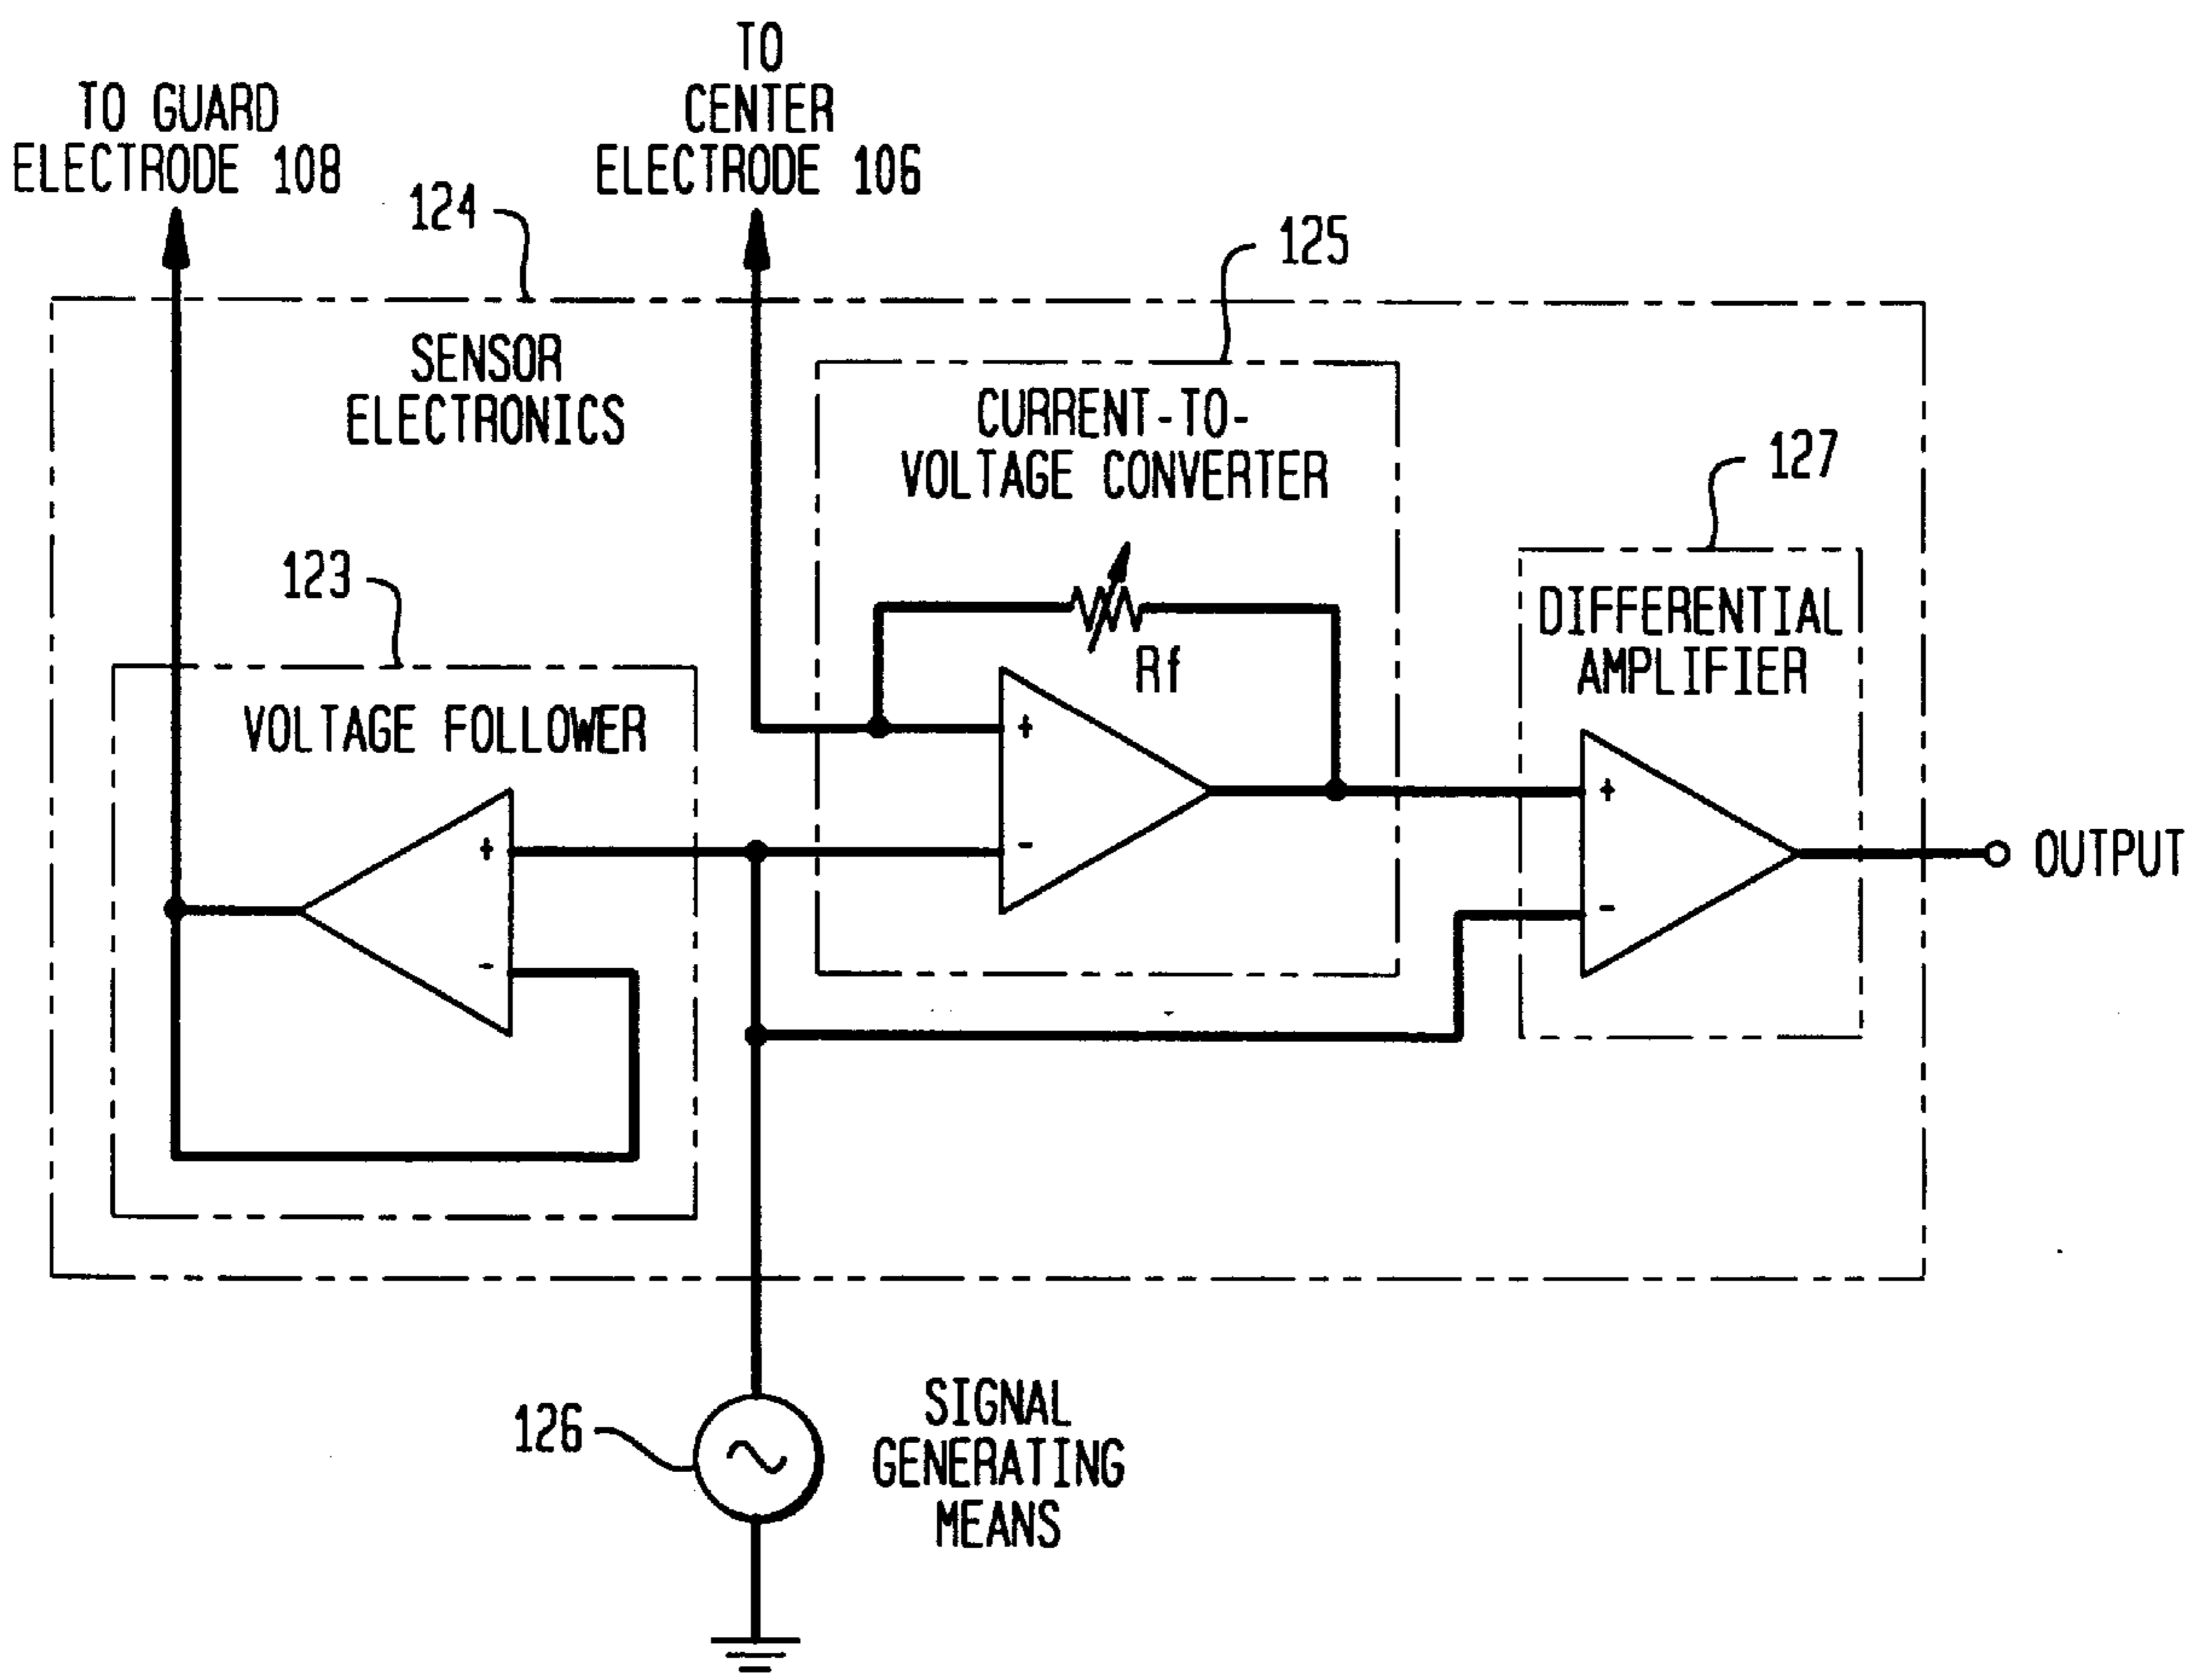 TO GUARD
ELECTRODE 108
TO
CENTER
ELECTRODE 106
124
125
SENSOR
ELECTRONICS
CURRENT-TO-
VOLTAGE CONVERTER
127
123
DIFFERENTIAL
AMPLIFIER
Rf
VOLTAGE FOLLOWER
+
-
+
-
+
-
OUTPUT
126
SIGNAL
GENERATING
MEANS